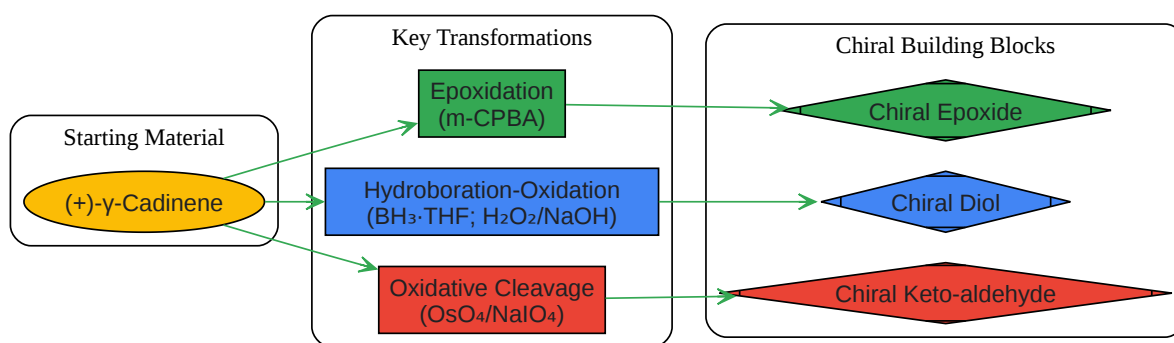 Key Transformations
Chiral Building Blocks
Starting Material
Epoxidation
(m-CPBA)
Chiral Epoxide
(+)-γ-Cadinene
Hydroboration-Oxidation
(BH₃·THF; H₂O₂/NaOH)
Chiral Diol
Oxidative Cleavage
(OsO₄/NaIO₄)
Chiral Keto-aldehyde